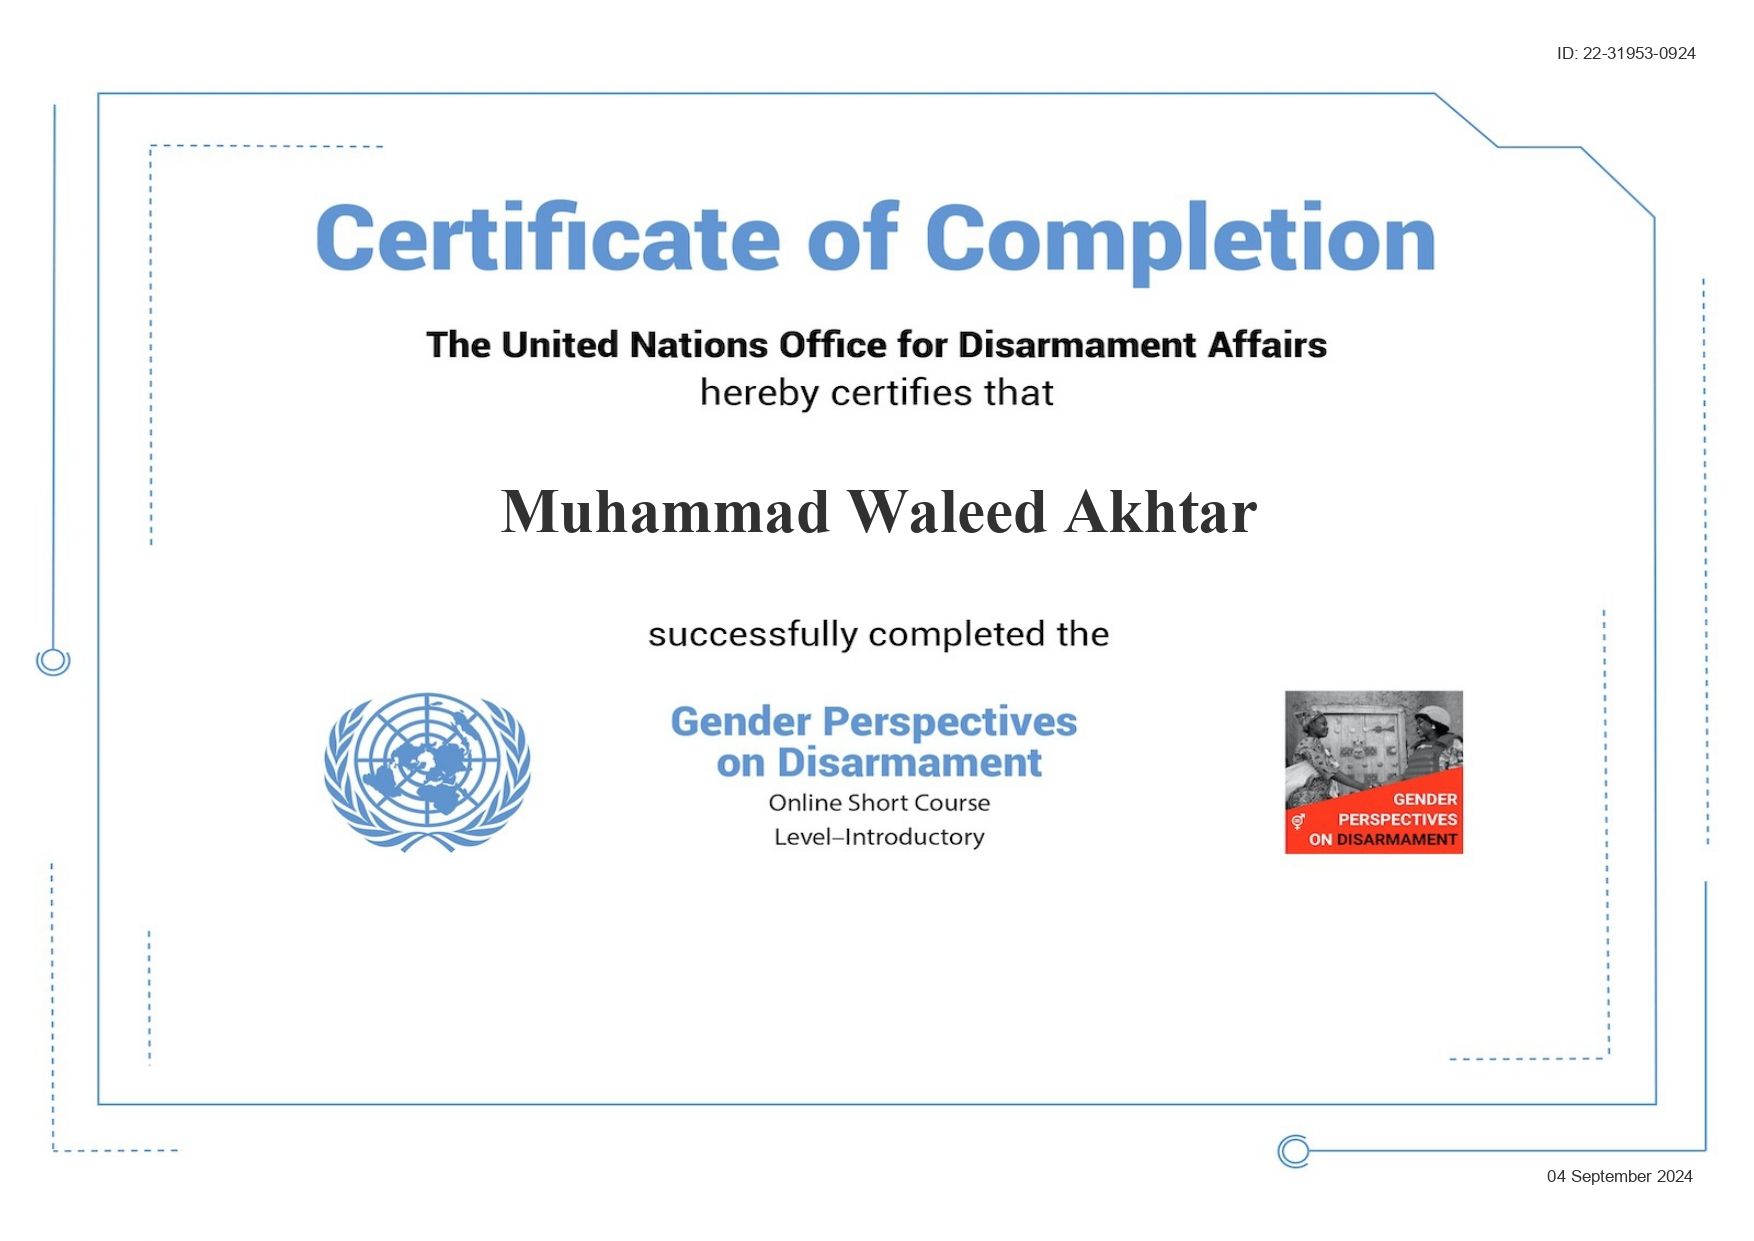 ID: 22-31953-0924
Certificate of Completion
The United Nations Office for Disarmament Affairs
hereby certifies that
Muhammad Waleed Akhtar
successfully completed the
Gender Perspectives
on Disarmament
Online Short Course
Level–Introductory
GENDER
PERSPECTIVES
ON DISARMAMENT
04 September 2024